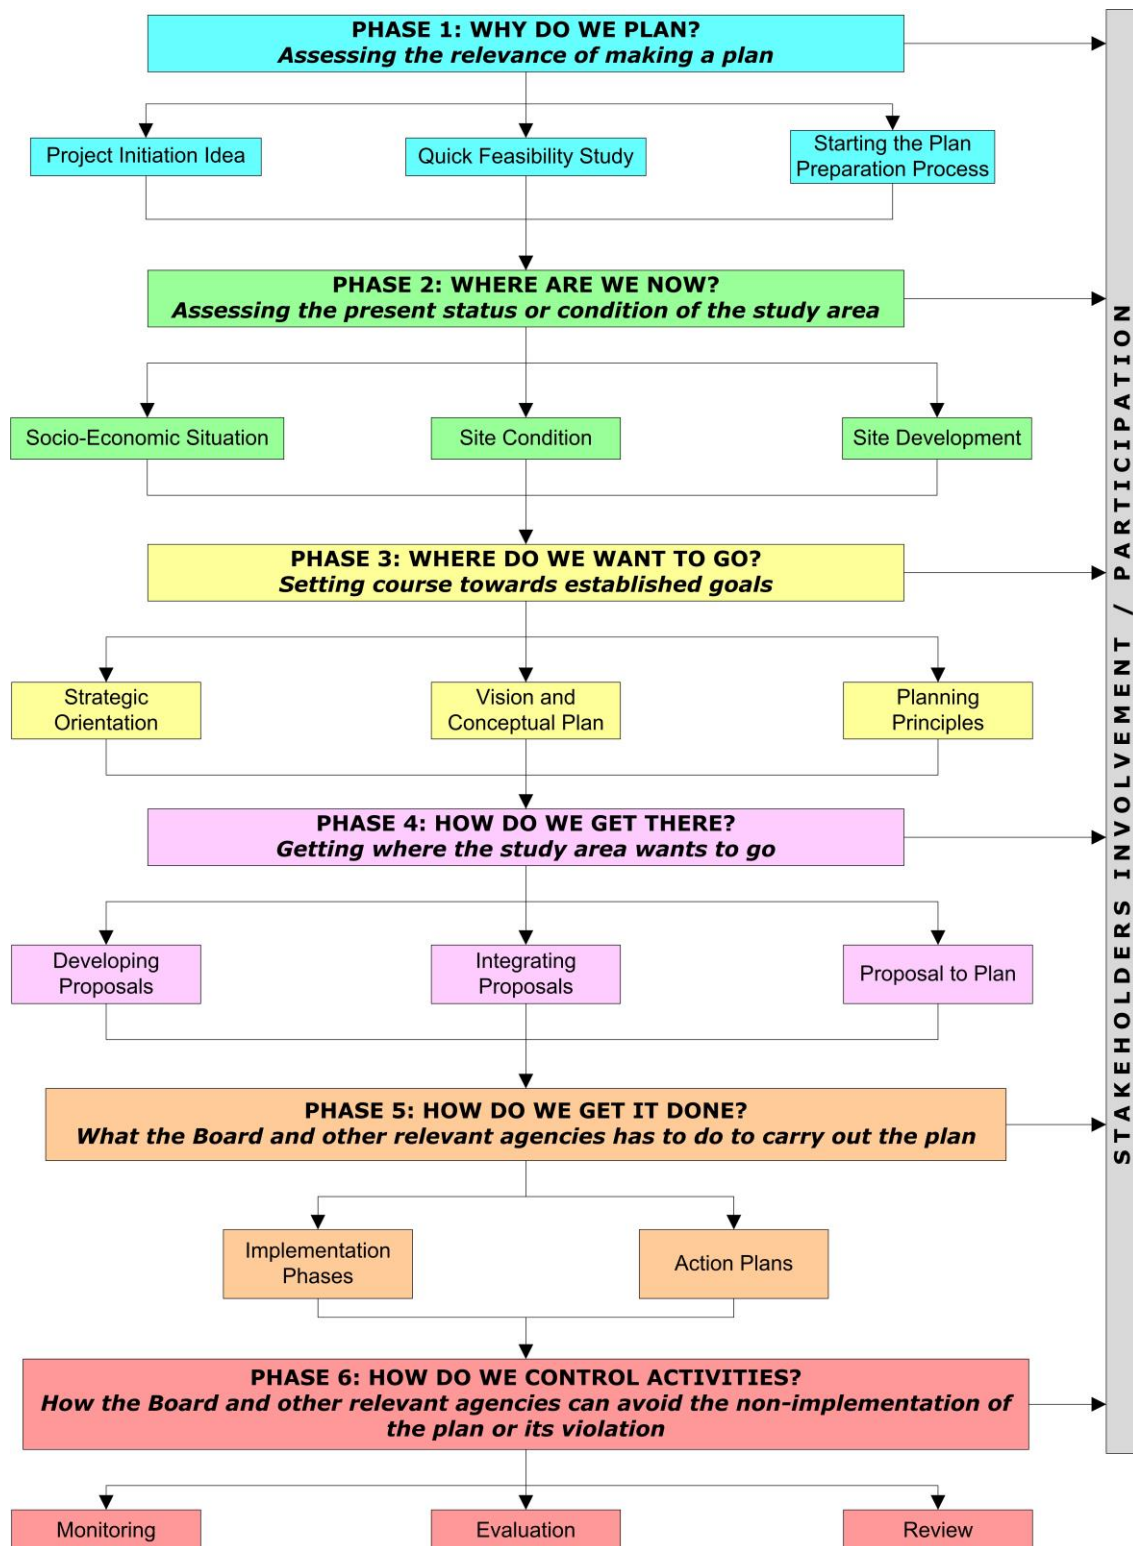 PHASE 1: WHY DO WE PLAN?
Assessing the relevance of making a plan
Project Initiation Idea
Quick Feasibility Study
Starting the Plan
Preparation Process
PHASE 2: WHERE ARE WE NOW?
Assessing the present status or condition of the study area
Socio-Economic Situation
Site Condition
Site Development
PHASE 3: WHERE DO WE WANT TO GO?
Setting course towards established goals
Strategic
Orientation
Vision and
Conceptual Plan
Planning
Principles
PHASE 4: HOW DO WE GET THERE?
Getting where the study area wants to go
Developing
Proposals
Integrating
Proposals
Proposal to Plan
PHASE 5: HOW DO WE GET IT DONE?
What the Board and other relevant agencies has to do to carry out the plan
Implementation
Phases
Action Plans
PHASE 6: HOW DO WE CONTROL ACTIVITIES?
How the Board and other relevant agencies can avoid the non-implementation of
the plan or its violation
Monitoring
Evaluation
Review
STAKEHOLDERS INVOLVEMENT / PARTICIPATION